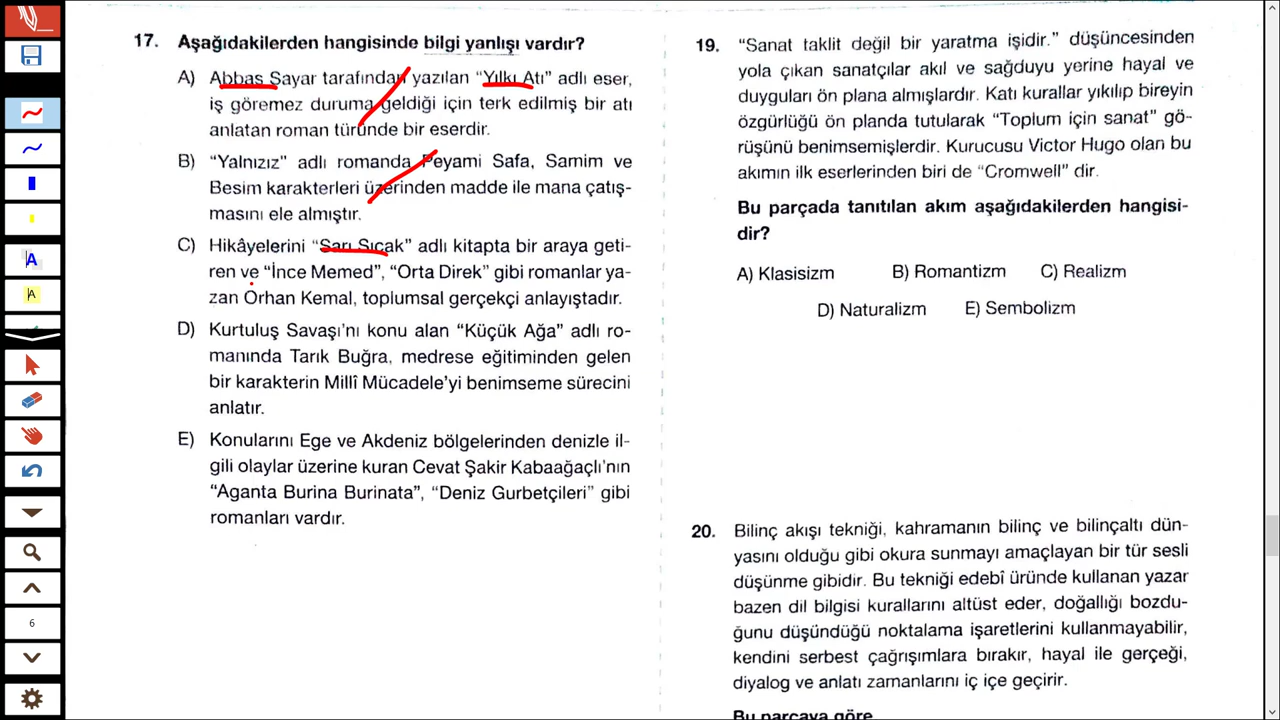 17. Aşağıdakilerden hangisinde bilgi yanlışı vardır?
A) Abbas Sayar tarafından yazılan “Yılkı Atı” adlı eser,
iş göremez duruma geldiği için terk edilmiş bir atı
anlatan roman türünde bir eserdir.
B) “Yalnızız” adlı romanda Peyami Safa, Samim ve
Besim karakterleri üzerinden madde ile mana çatış-
masını ele almıştır.
C) Hikâyelerini “Sarı Sıcak” adlı kitapta bir araya geti-
ren ve “İnce Memed”, “Orta Direk” gibi romanlar ya-
zan Orhan Kemal, toplumsal gerçekçi anlayıştadır.
D) Kurtuluş Savaşı’nı konu alan “Küçük Ağa” adlı ro-
manında Tarık Buğra, medrese eğitiminden gelen
bir karakterin Millî Mücadele’yi benimseme sürecini
anlatır.
E) Konularını Ege ve Akdeniz bölgelerinden denizle il-
gili olaylar üzerine kuran Cevat Şakir Kabaağaçlı’nın
“Aganta Burina Burinata”, “Deniz Gurbetçileri” gibi
romanları vardır.
19. “Sanat taklit değil bir yaratma işidir.” düşüncesinden
yola çıkan sanatçılar akıl ve sağduyu yerine hayal ve
duyguları ön plana almışlardır. Katı kurallar yıkılıp bireyin
özgürlüğü ön planda tutularak “Toplum için sanat” gö-
rüşünü benimsemişlerdir. Kurucusu Victor Hugo olan bu
akımın ilk eserlerinden biri de “Cromwell” dir.
Bu parçada tanıtılan akım aşağıdakilerden hangisi-
dir?
A) Klasisizm B) Romantizm C) Realizm
D) Naturalizm E) Sembolizm
20. Bilinç akışı tekniği, kahramanın bilinç ve bilinçaltı dün-
yasını olduğu gibi okura sunmayı amaçlayan bir tür sesli
düşünme gibidir. Bu tekniği edebî üründe kullanan yazar
bazen dil bilgisi kurallarını altüst eder, doğallığı bozdu-
ğunu düşündüğü noktalama işaretlerini kullanmayabilir,
kendini serbest çağrışımlara bırakır, hayal ile gerçeği,
diyalog ve anlatı zamanlarını iç içe geçirir.
Bu parçaya göre
A
A
6